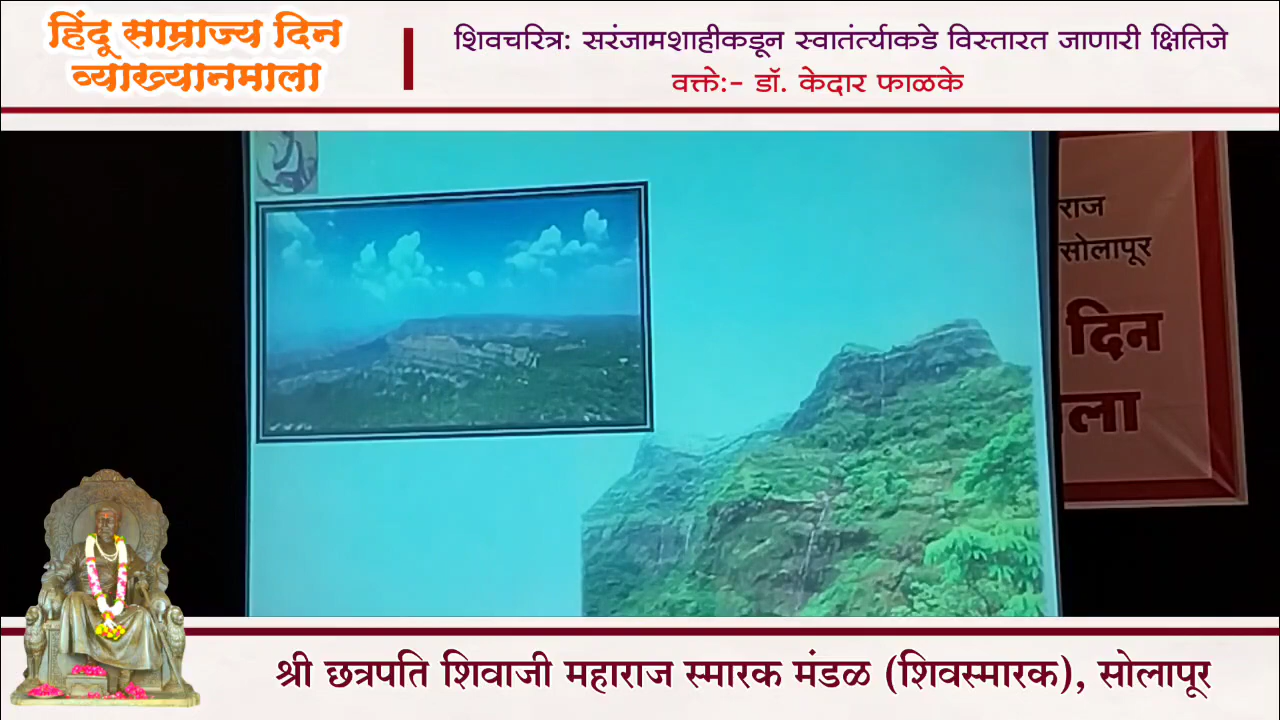 हिंदू साम्राज्य दिन
व्याख्यानमाला
शिवचरित्र: सरंजामशाहीकडून स्वातंत्र्याकडे विस्तारत जाणारी क्षितिजे
वक्ते:- डॉ. केदार फाळके
राज
सोलापूर
दिन
ला
श्री छत्रपति शिवाजी महाराज स्मारक मंडळ (शिवस्मारक), सोलापूर